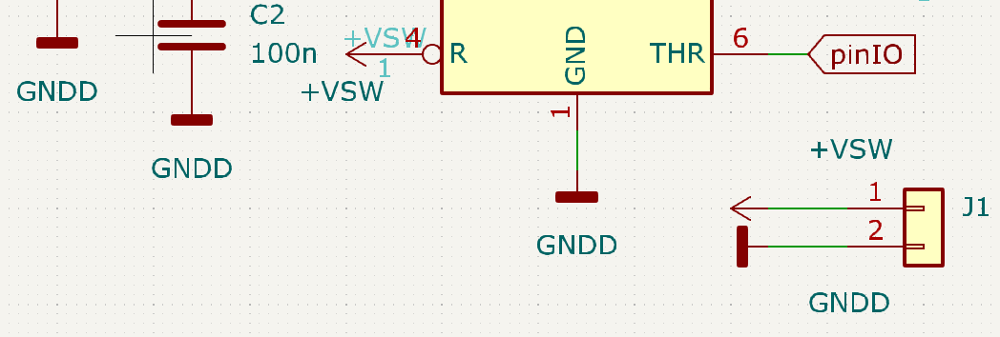 C2
100n
GNDD
GNDD
+VSW
4
1
+VSW
R
GND
THR
6
pinIO
1
GNDD
+VSW
1
2
J1
GNDD